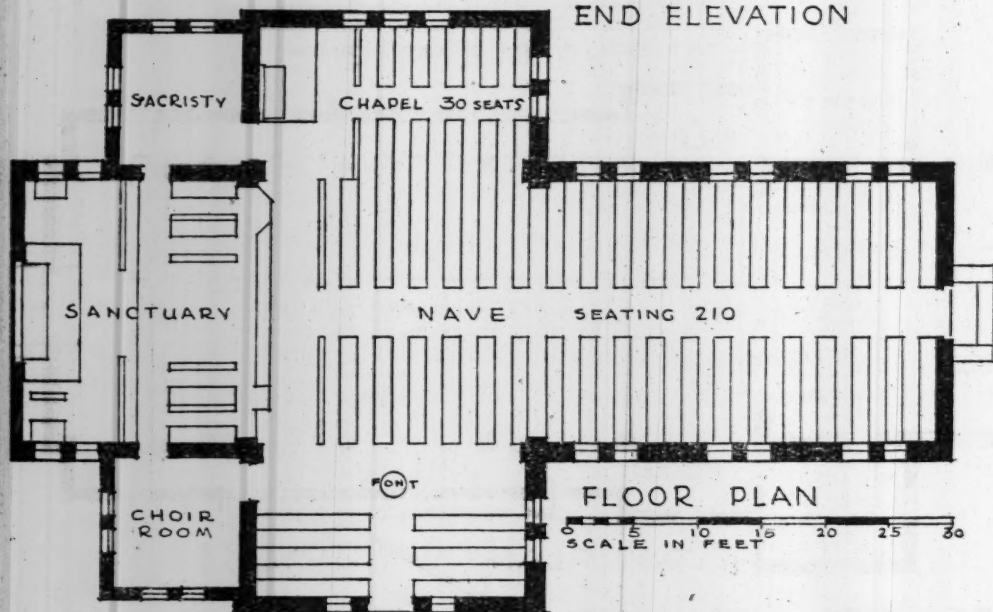 END ELEVATION
SACRISTY
CHAPEL 30 SEATS
SANCTUARY
NAVE SEATING 210
FONT
CHOIR
ROOM
FLOOR PLAN
0 5 10 15 20 25 30
SCALE IN FEET